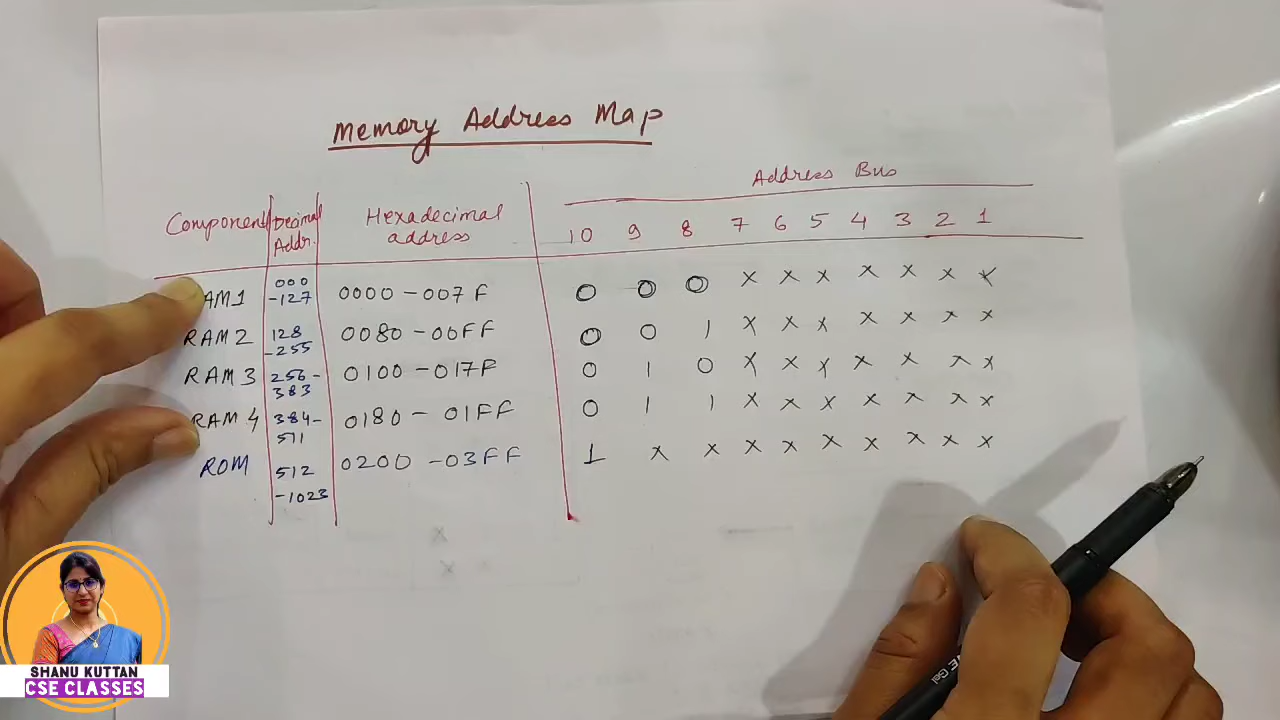 Memory Address Map
Address Bus
Component Decimal Addr. Hexadecimal address 10 9 8 7 6 5 4 3 2 1
AM1 000-127 0000-007F 0 0 0 x x x x x x x
RAM2 128-255 0080-00FF 0 0 1 x x x x x x x
RAM3 256-383 0100-017F 0 1 0 x x x x x x x
RAM4 384-511 0180-01FF 0 1 1 x x x x x x x
ROM 512-1023 0200-03FF 1 x x x x x x x x x
x
x
SHANU KUTTAN
CSE CLASSES
Gel